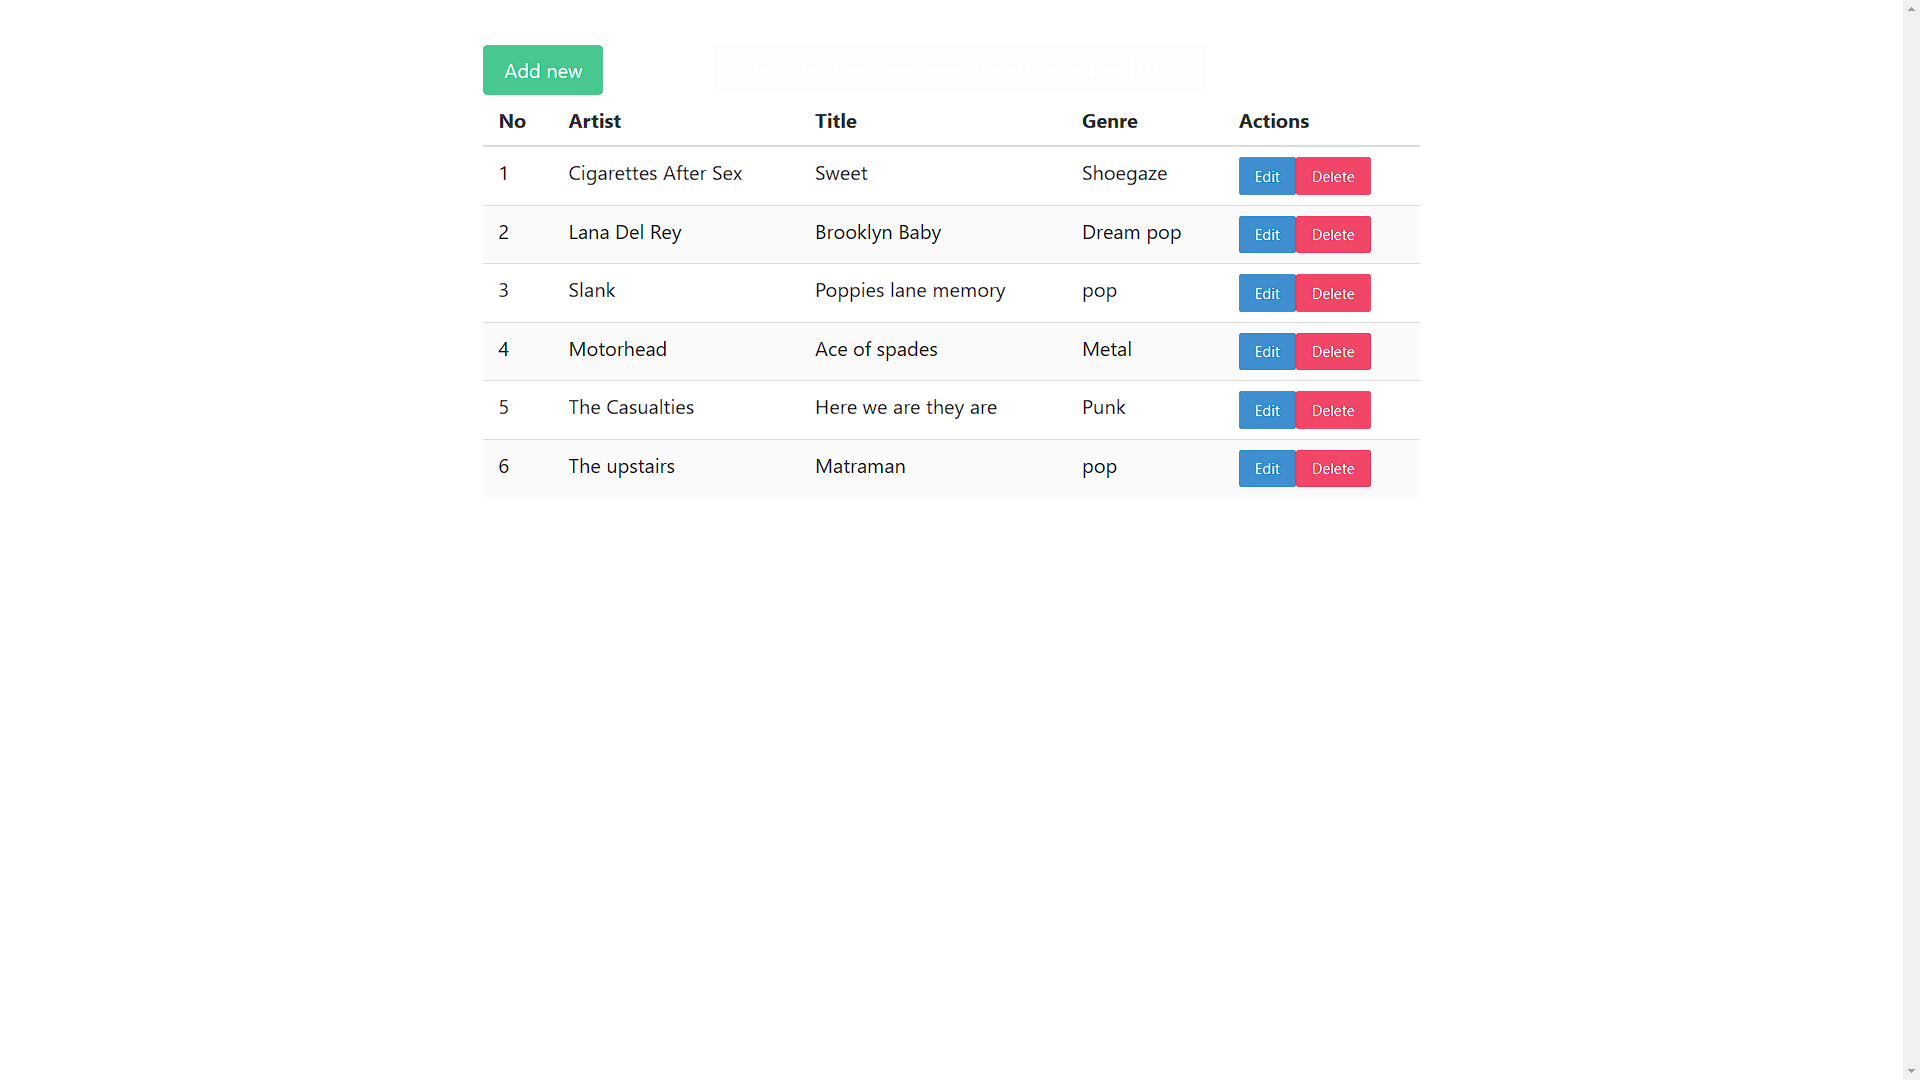 Add new
No Artist Title Genre Actions
1 Cigarettes After Sex Sweet Shoegaze Edit Delete
2 Lana Del Rey Brooklyn Baby Dream pop Edit Delete
3 Slank Poppies lane memory pop Edit Delete
4 Motorhead Ace of spades Metal Edit Delete
5 The Casualties Here we are they are Punk Edit Delete
6 The upstairs Matraman pop Edit Delete